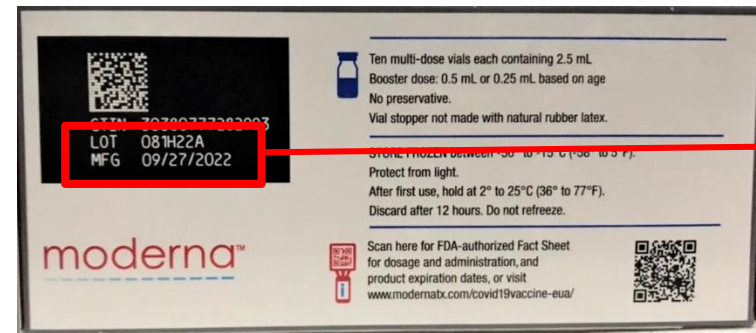 LOT 081H22A
MFG 09/27/2022
moderna™
Ten multi-dose vials each containing 2.5 mL
Booster dose: 0.5 mL or 0.25 mL based on age
No preservative.
Vial stopper not made with natural rubber latex.
STORE FROZEN between
Protect from light.
After first use, hold at 2° to 25°C (36° to 77°F).
Discard after 12 hours. Do not refreeze.
Scan here for FDA-authorized Fact Sheet
for dosage and administration, and
product expiration dates, or visit
www.modernatx.com/covid19vaccine-eua/